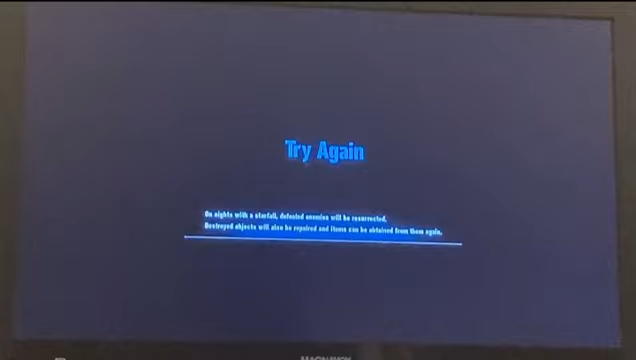 Try Again
On nights with a starfall, defeated enemies will be resurrected.
Destroyed objects will also be repaired and items can be obtained from them again.
MAGNAVOX